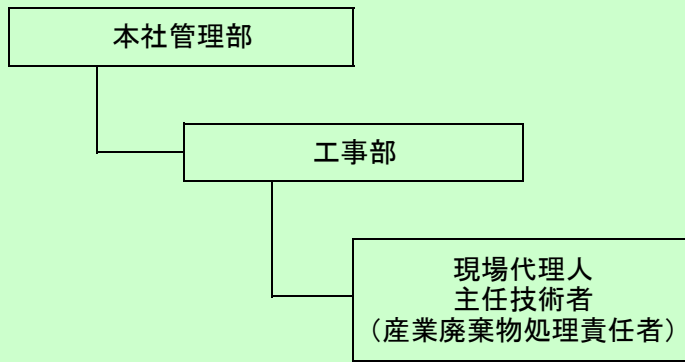 本社管理部
工事部
現場代理人
主任技術者
（産業廃棄物処理責任者）